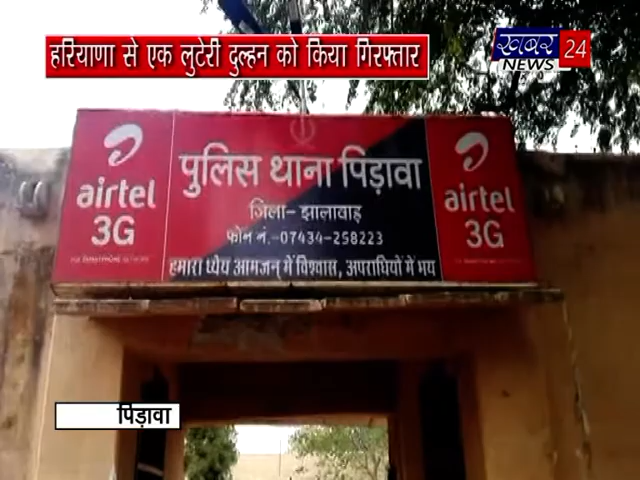 हरियाणा से एक लुटेरी दुल्हन को किया गिरफ्तार
खबर 24
NEWS
airtel
3G
पुलिस थाना पिड़ावा
जिला- झालावाड़
फोन नं.-07434-258223
हमारा ध्येय आमजन में विश्वास, अपराधियों में भय
airtel
3G
पिड़ावा